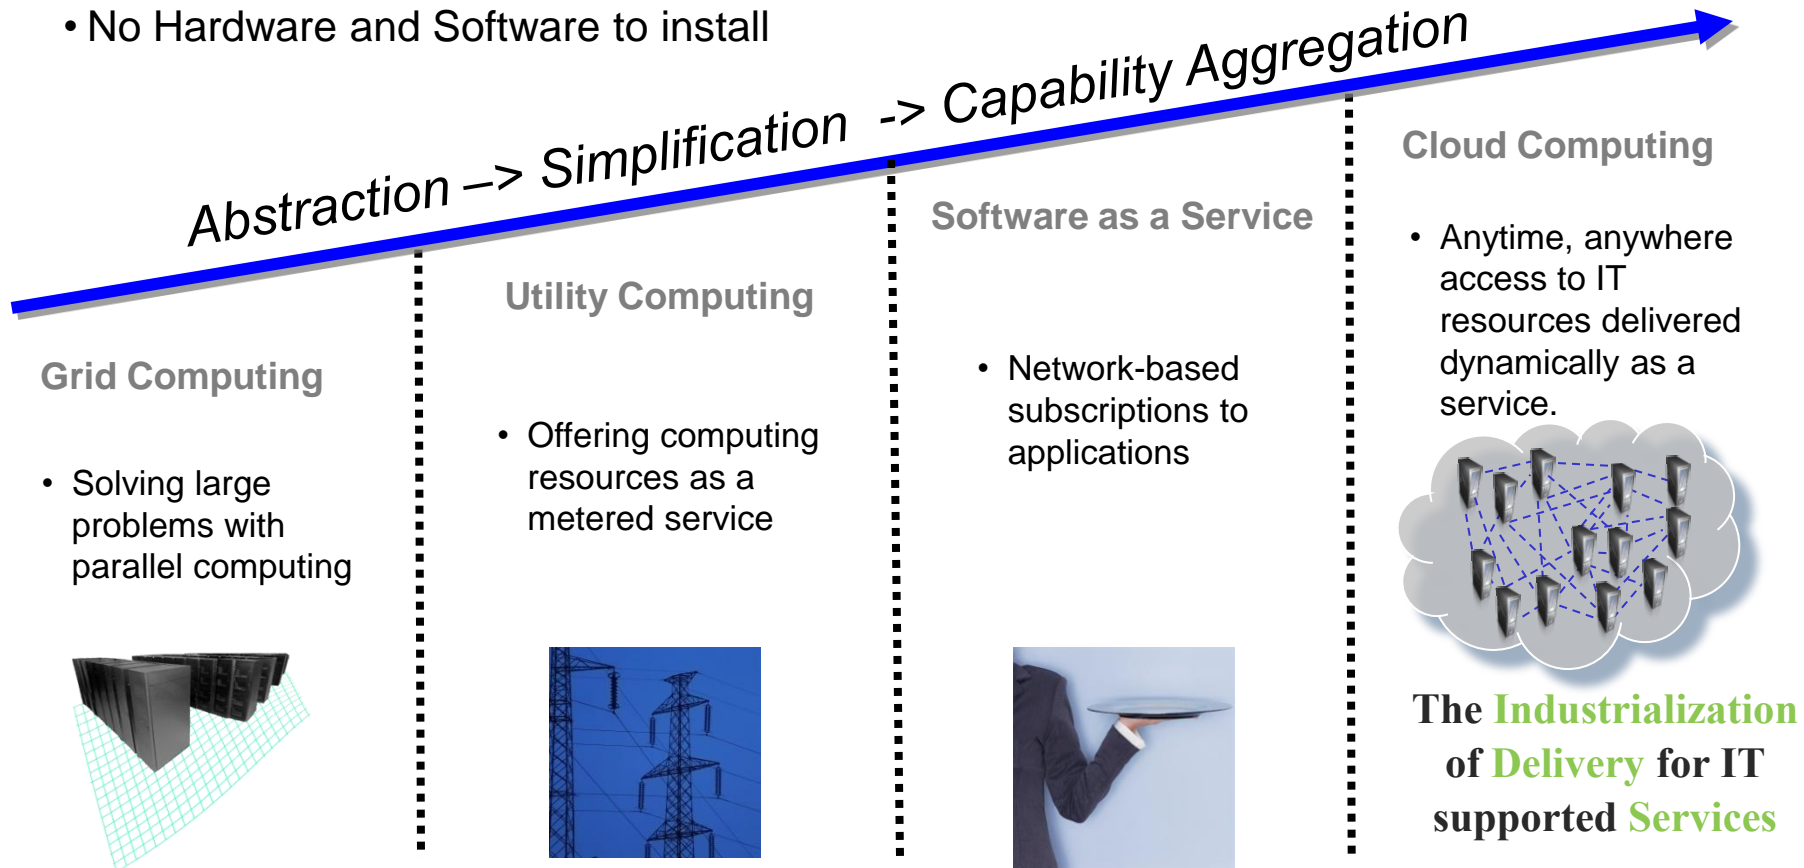 • No Hardware and Software to install
Abstraction –> Simplification -> Capability Aggregation
Grid Computing
• Solving large
problems with
parallel computing
Utility Computing
• Offering computing
resources as a
metered service
Software as a Service
• Network-based
subscriptions to
applications
Cloud Computing
• Anytime, anywhere
access to IT
resources delivered
dynamically as a
service.
The Industrialization
of Delivery for IT
supported Services